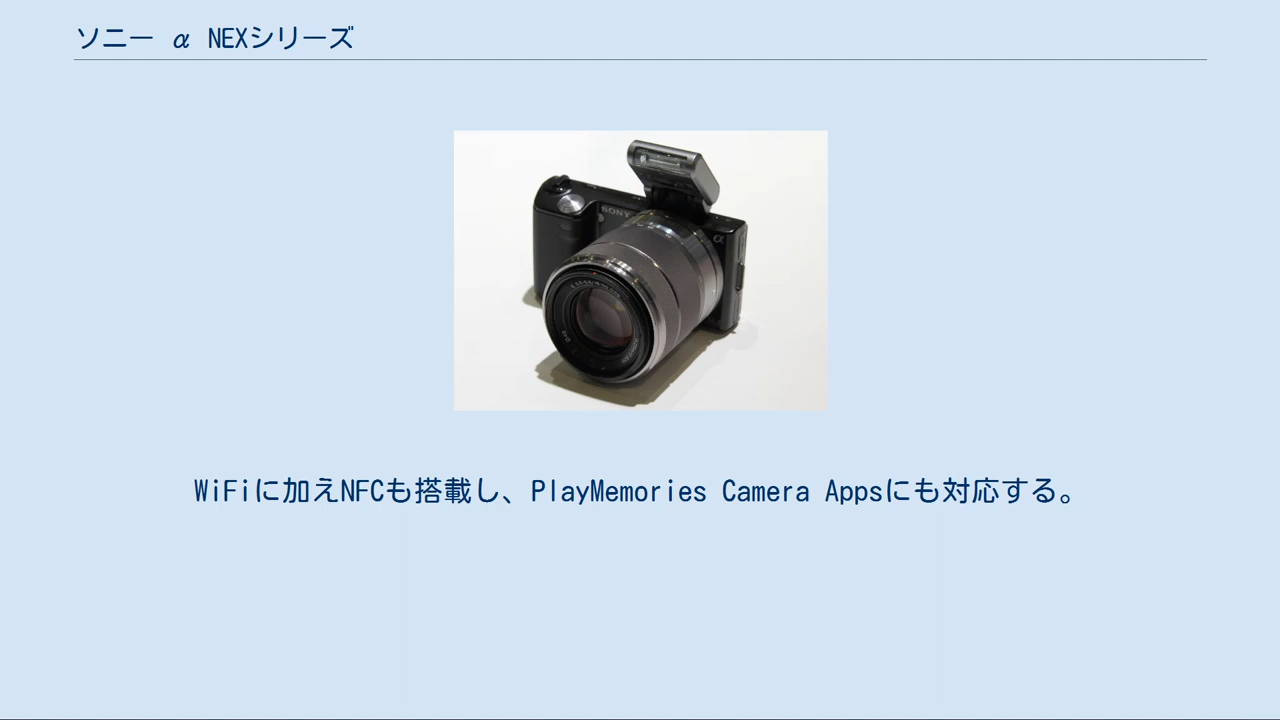 ソニー α NEXシリーズ
SONY
α
WiFiに加えNFCも搭載し、PlayMemories Camera Appsにも対応する。